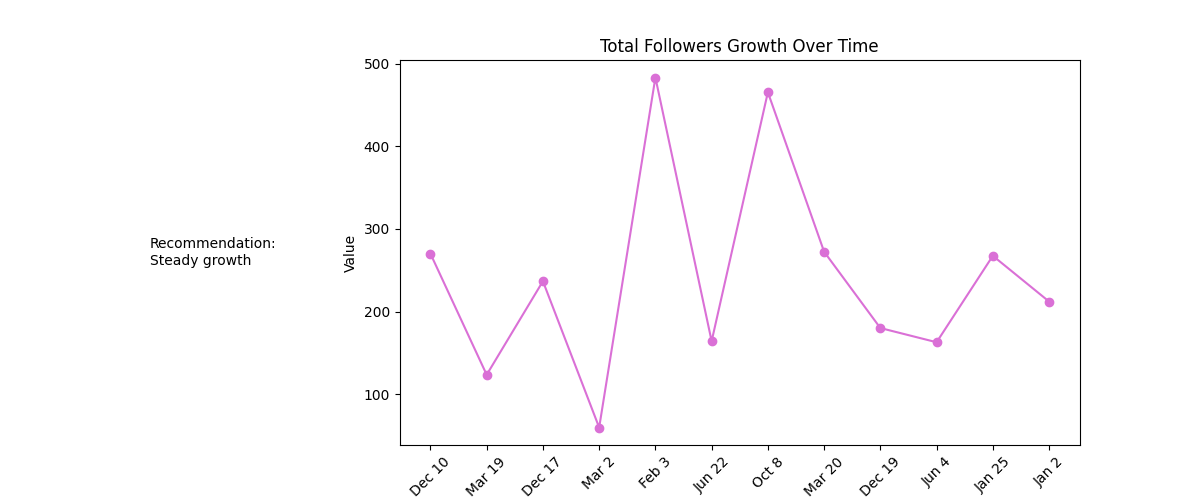 Total Followers Growth Over Time
Recommendation:
Steady growth
Value
500
400
300
200
100
Dec 10
Mar 19
Dec 17
Mar 2
Feb 3
Jun 22
Oct 8
Mar 20
Dec 19
Jun 4
Jan 25
Jan 2